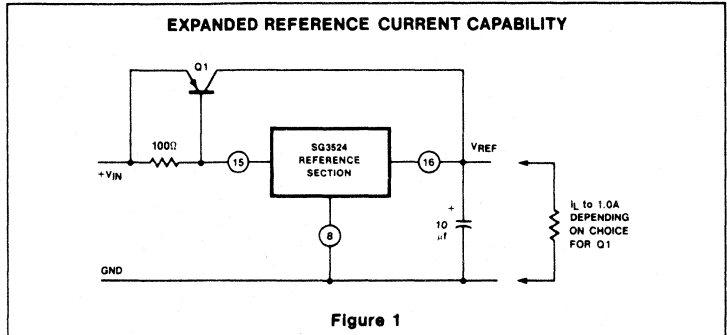 EXPANDED REFERENCE CURRENT CAPABILITY
Q1
100Ω
+VIN
15
SG3524
REFERENCE
SECTION
16
VREF
8
+
10
µf
iL to 1.0A
DEPENDING
ON CHOICE
FOR Q1
GND
Figure 1